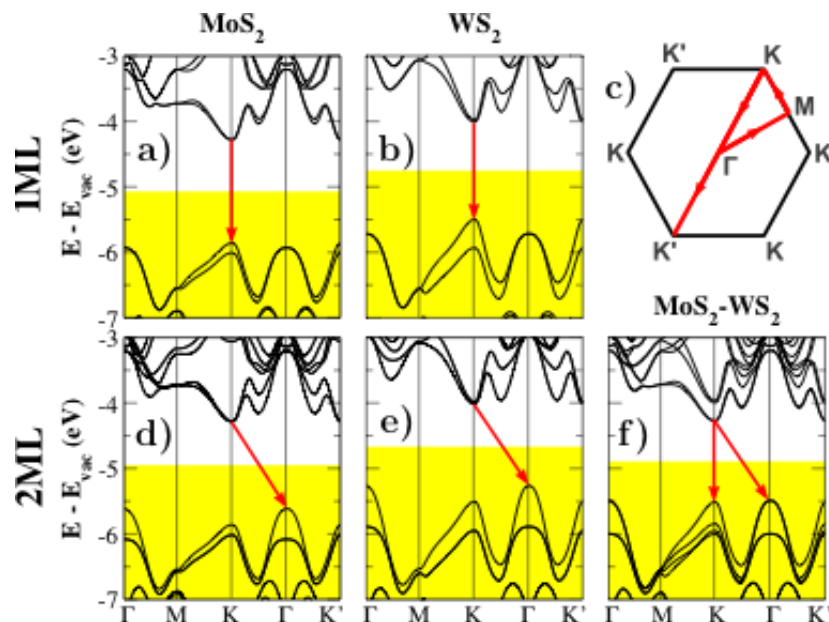 MoS2 WS2
1ML
E - Evac (eV)
-3
-4
-5
-6
-7
a)
b)
c)
K' K
M
K Γ K
K' K
MoS2-WS2
2ML
E - Evac (eV)
-3
-4
-5
-6
-7
d)
e)
f)
Γ M K Γ K' Γ M K Γ K' Γ M K Γ K'